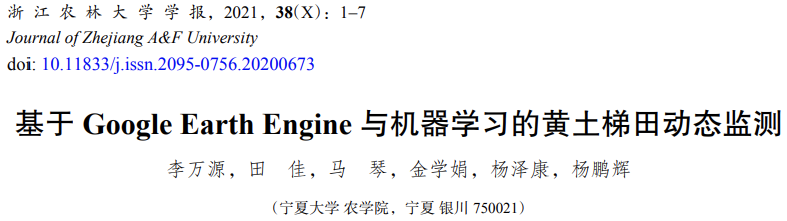 浙江农林大学学报，2021，38(X)：1–7
Journal of Zhejiang A&F University
doi: 10.11833/j.issn.2095-0756.20200673
基于 Google Earth Engine 与机器学习的黄土梯田动态监测
李万源，田　佳，马　琴，金学娟，杨泽康，杨鹏辉
（宁夏大学 农学院，宁夏 银川 750021）